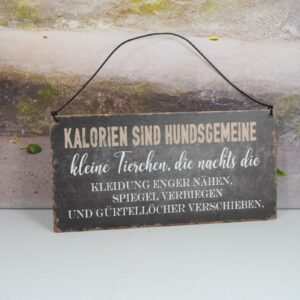 KALORIEN SIND HUNDSGEMEINE
kleine Tierchen, die nachts die
KLEIDUNG ENGER NÄHEN,
SPIEGEL VERBIEGEN
UND GÜRTELLÖCHER VERSCHIEBEN.